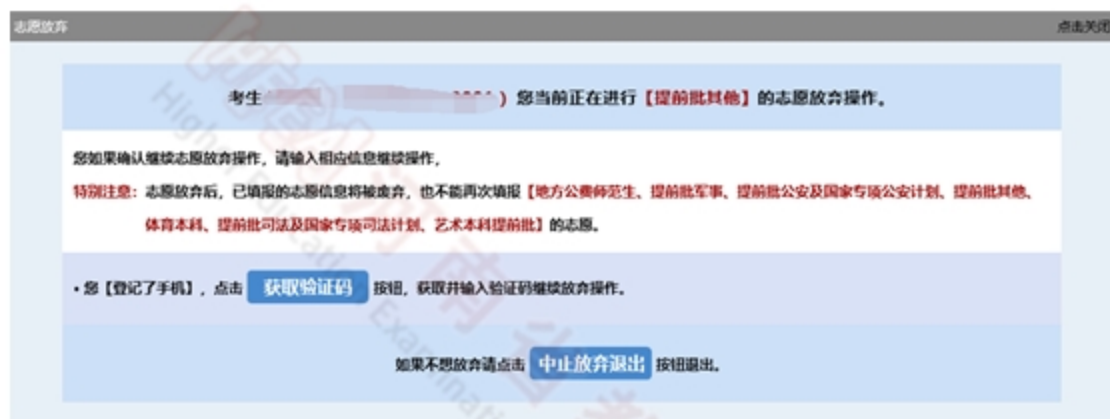 志愿放弃
点击关闭
考生 ）您当前正在进行【提前批其他】的志愿放弃操作。
您如果确认继续志愿放弃操作，请输入相应信息继续操作，
特别注意：志愿放弃后，已填报的志愿信息将被废弃，也不能再次填报【地方公费师范生、提前批军事、提前批公安及国家专项公安计划、提前批其他、
体育本科、提前批司法及国家专项司法计划、艺术本科提前批】的志愿。
• 您【登记了手机】，点击 获取验证码 按钮，获取并输入验证码继续放弃操作。
如果不想放弃请点击 中止放弃退出 按钮退出。
河南省
Higher Education Examination